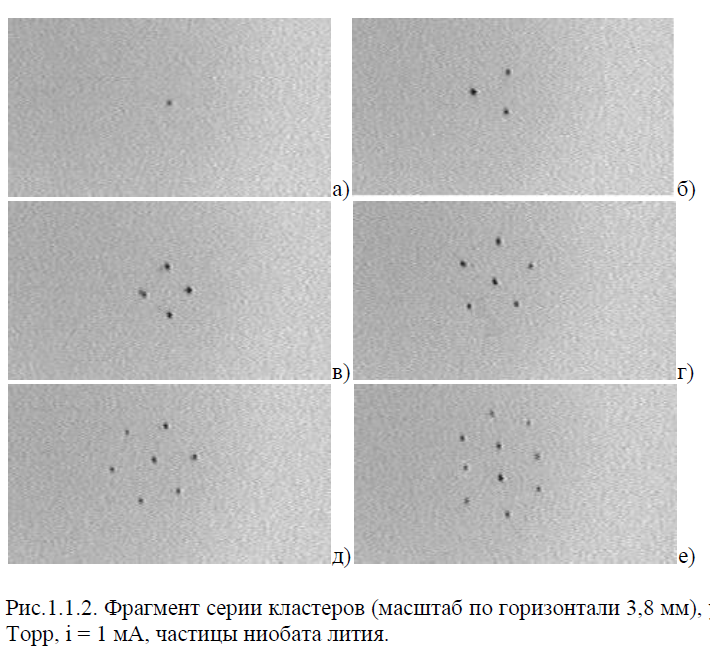 а)
б)
в)
г)
д)
е)
Рис.1.1.2. Фрагмент серии кластеров (масштаб по горизонтали 3,8 мм),
Торр, i = 1 мА, частицы ниобата лития.